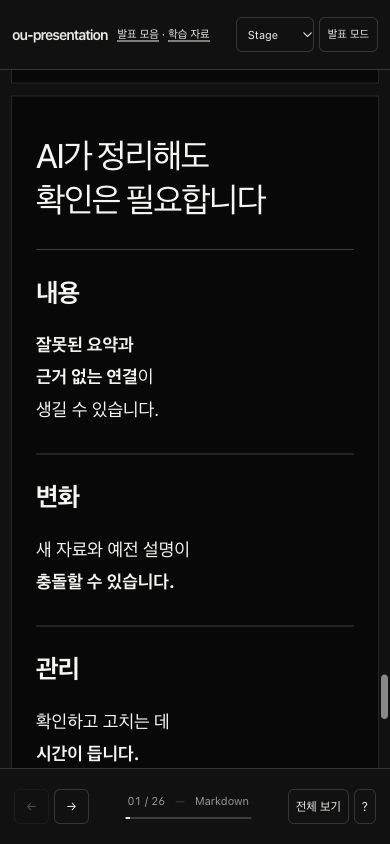 ou-presentation 발표 모음 · 학습 자료 Stage 발표 모드
AI가 정리해도
확인은 필요합니다
내용
잘못된 요약과
근거 없는 연결이
생길 수 있습니다.
변화
새 자료와 예전 설명이
충돌할 수 있습니다.
관리
확인하고 고치는 데
시간이 듭니다.
← → 01 / 26 — Markdown 전체 보기 ?